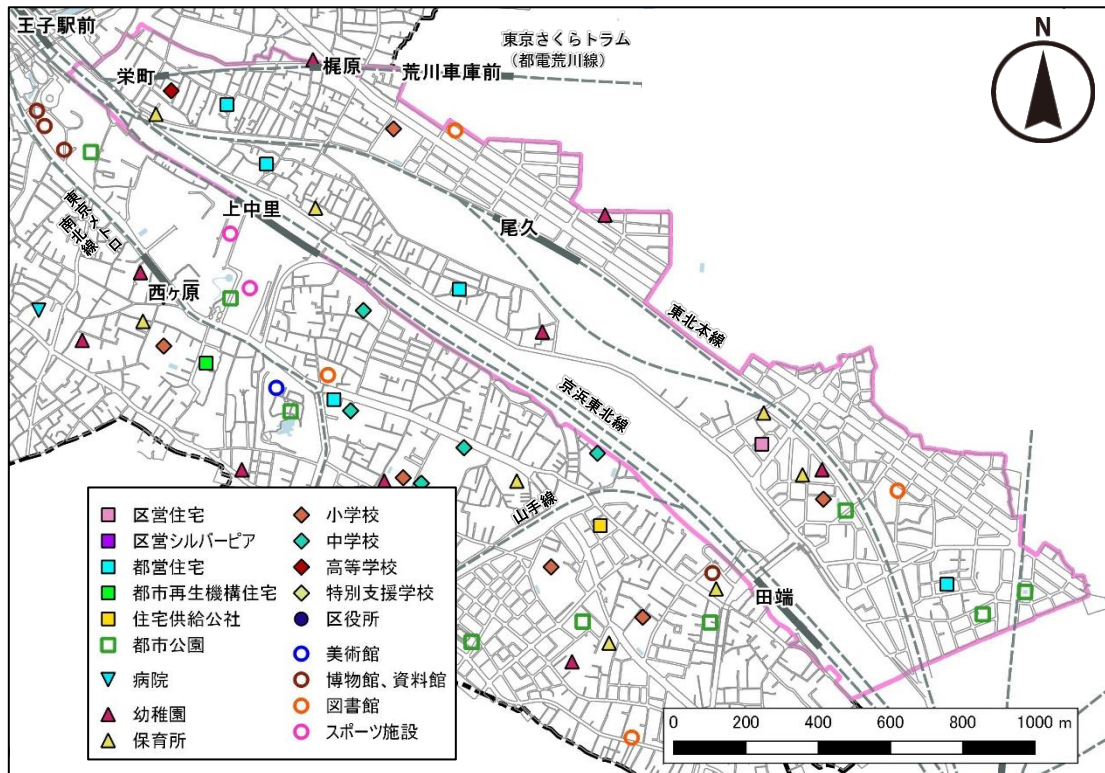 王子駅前
東京さくらトラム
(都電荒川線)
N
栄町
梶原
荒川車庫前
上中里
尾久
東京メトロ
南北線
西ヶ原
東北本線
京浜東北線
山手線
田端
区営住宅
区営シルバーピア
都営住宅
都市再生機構住宅
住宅供給公社
都市公園
病院
幼稚園
保育所
小学校
中学校
高等学校
特別支援学校
区役所
美術館
博物館、資料館
図書館
スポーツ施設
0 200 400 600 800 1000 m